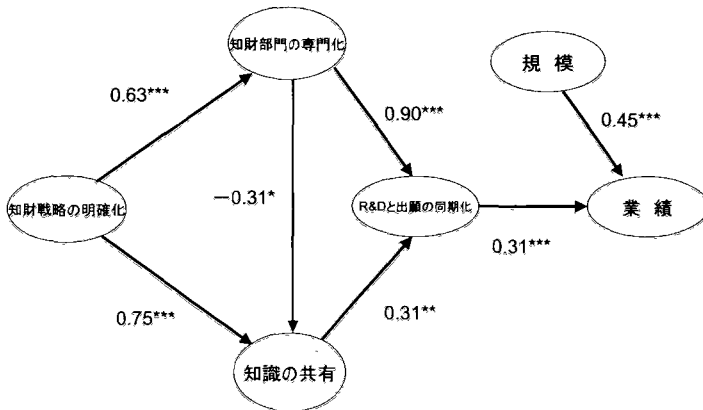 知財部門の専門化
規 模
0.63***
0.90***
0.45***
-0.31*
知財戦略の明確化
R&Dと出願の同期化
業 績
0.31***
0.75***
0.31**
知識の共有